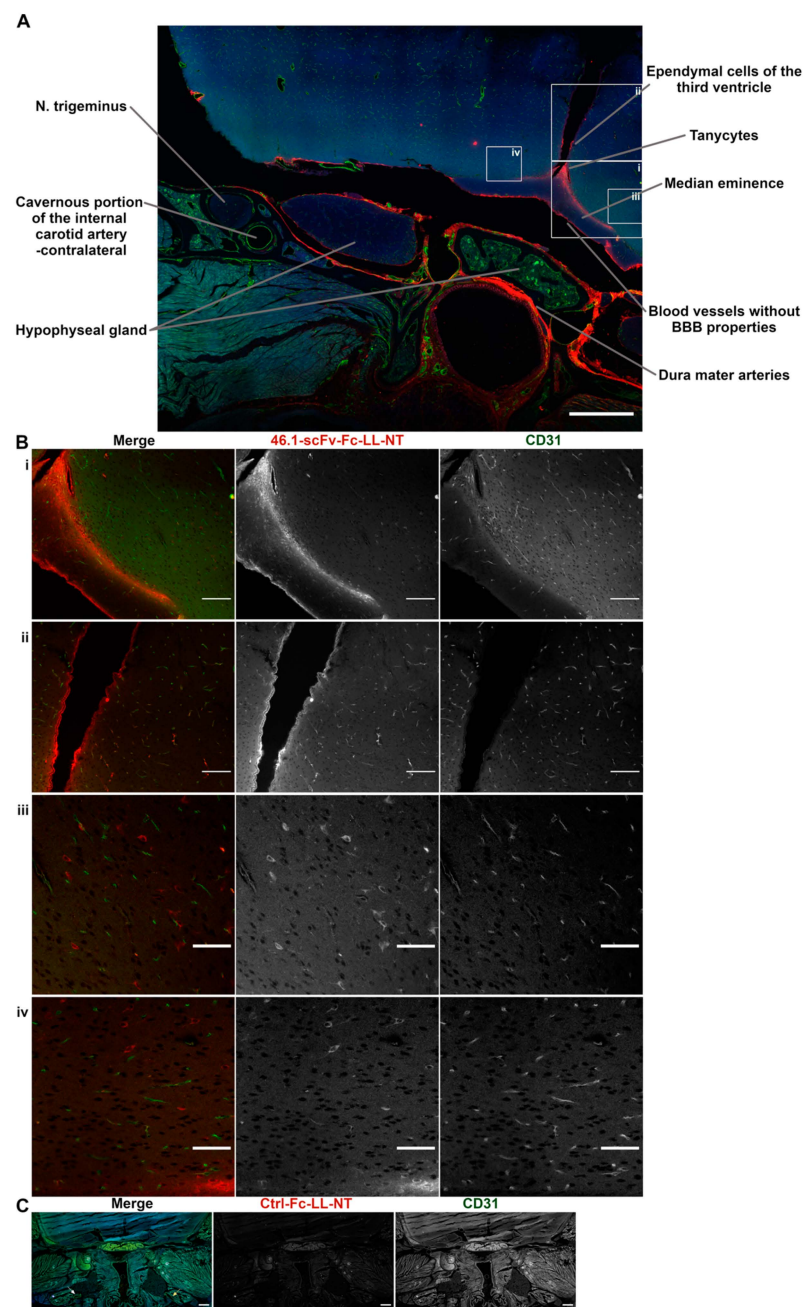 A
N. trigeminus
Cavernous portion
of the internal
carotid artery
-contralateral
Hypophyseal gland
Ependymal cells of the
third ventricle
Tanycytes
Median eminence
Blood vessels without
BBB properties
Dura mater arteries
ii
i
iii
iv
B
Merge
46.1-scFv-Fc-LL-NT
CD31
i
ii
iii
iv
C
Merge
Ctrl-Fc-LL-NT
CD31